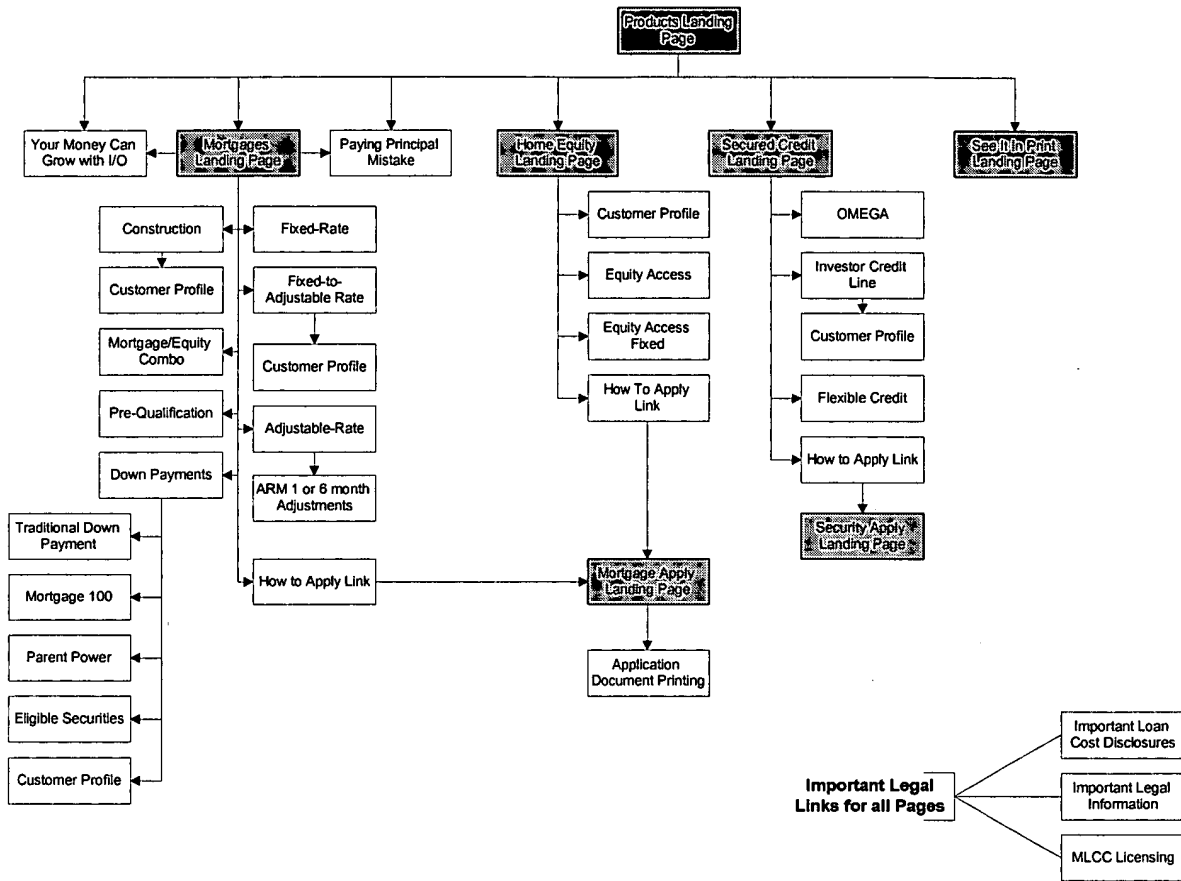 Products Landing
Page
Your Money Can
Grow with I/O
Mortgages
Landing Page
Paying Principal
Mistake
Home Equity
Landing Page
Secured Credit
Landing Page
See It In Print
Landing Page
Construction
Fixed-Rate
Customer Profile
OMEGA
Customer Profile
Fixed-to-
Adjustable Rate
Equity Access
Investor Credit
Line
Mortgage/Equity
Combo
Customer Profile
Equity Access
Fixed
Customer Profile
Pre-Qualification
Adjustable-Rate
How To Apply
Link
Flexible Credit
Down Payments
ARM 1 or 6 month
Adjustments
How to Apply Link
Traditional Down
Payment
Security Apply
Landing Page
Mortgage 100
How to Apply Link
Mortgage Apply
Landing Page
Parent Power
Application
Document Printing
Eligible Securities
Customer Profile
Important Legal
Links for all Pages
Important Loan
Cost Disclosures
Important Legal
Information
MLCC Licensing